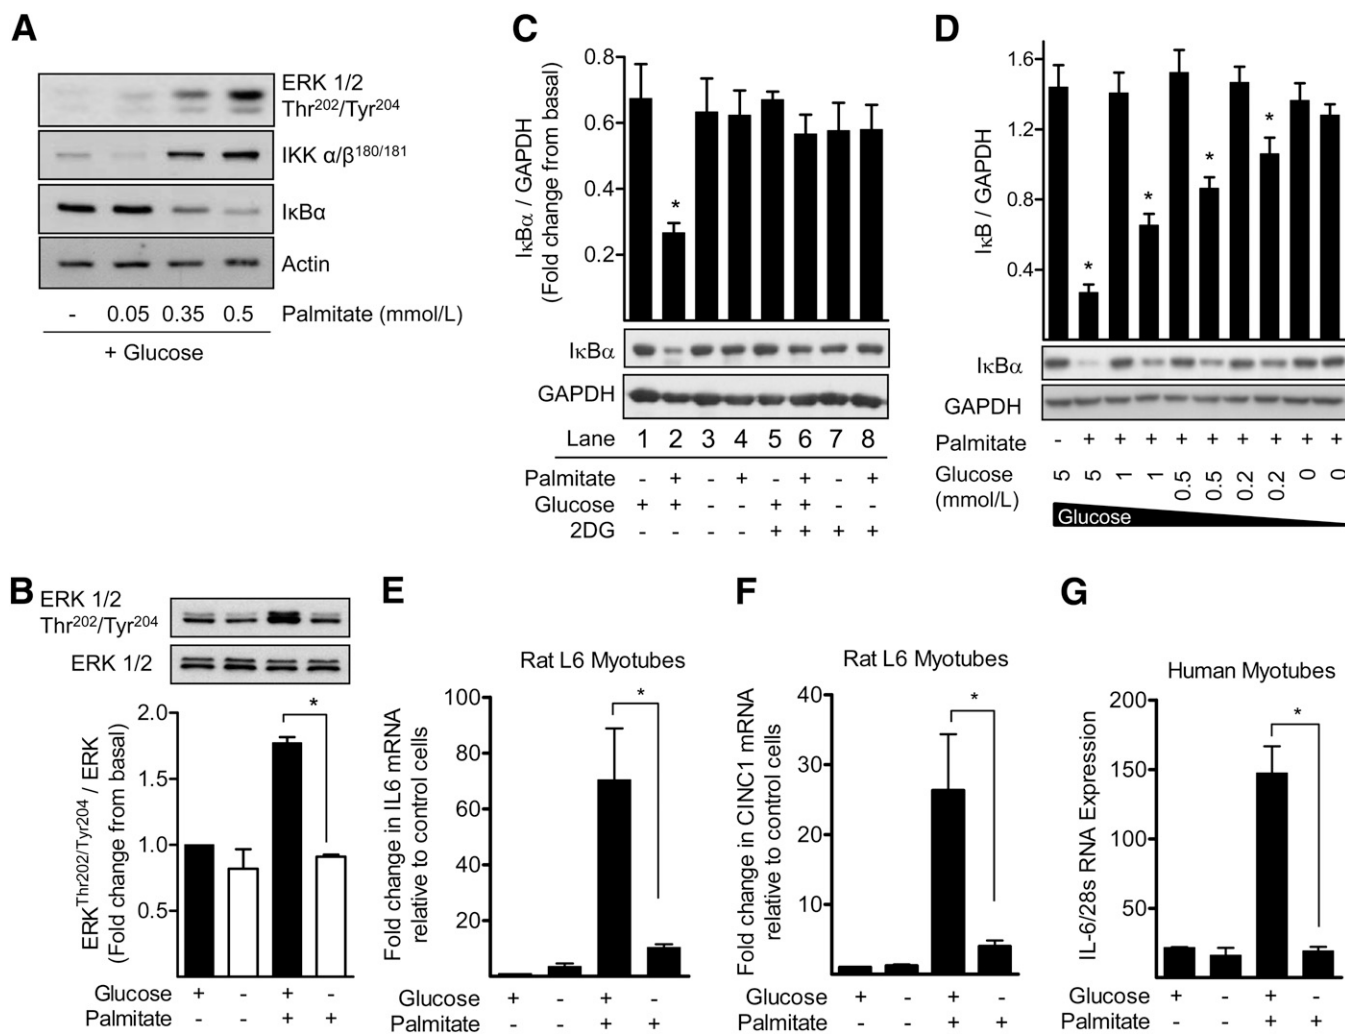 A
ERK 1/2
Thr202/Tyr204
IKK α/β180/181
IκBα
Actin
- 0.05 0.35 0.5 Palmitate (mmol/L)
+ Glucose
C
IκBα / GAPDH
(Fold change from basal)
0.8
0.6
0.4
0.2
*
IκBα
GAPDH
Lane 1 2 3 4 5 6 7 8
Palmitate - + - + - + - +
Glucose + + - - + + - -
2DG - - - - + + + +
D
IκB / GAPDH
1.6
1.2
0.8
0.4
* * * *
IκBα
GAPDH
Palmitate - + + + + + + + + +
Glucose
(mmol/L)
5 5 1 1 0.5 0.5 0.2 0.2 0 0
Glucose
B
ERK 1/2
Thr202/Tyr204
ERK 1/2
ERKThr202/Tyr204 / ERK
(Fold change from basal)
2.0
1.5
1.0
0.5
*
Glucose + - + -
Palmitate - - + +
E
Rat L6 Myotubes
Fold change in IL6 mRNA
relative to control cells
100
80
60
40
20
*
Glucose + - + -
Palmitate - - + +
F
Rat L6 Myotubes
Fold change in CINC1 mRNA
relative to control cells
40
30
20
10
*
Glucose + - + -
Palmitate - - + +
G
Human Myotubes
IL-6/28s RNA Expression
200
150
100
50
*
Glucose + - + -
Palmitate - - + +